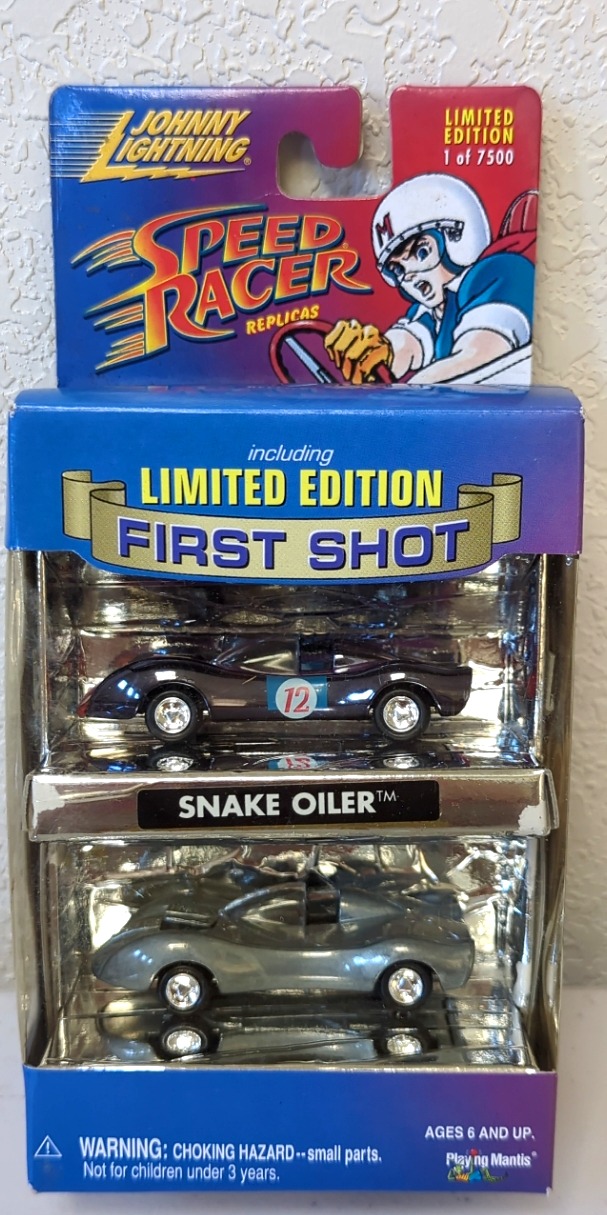 JOHNNY
LIGHTNING®
LIMITED
EDITION
1 of 7500
M
SPEED
RACER
REPLICAS
including
LIMITED EDITION
FIRST SHOT
12
SNAKE OILER™
AGES 6 AND UP.
⚠ WARNING: CHOKING HAZARD--small parts.
Not for children under 3 years.
Playing Mantis®